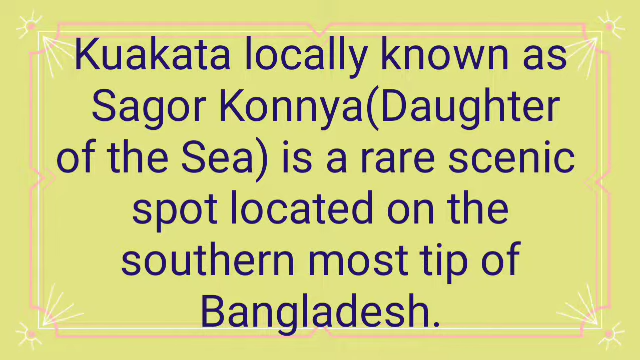 Kuakata locally known as
Sagor Konnya(Daughter
of the Sea) is a rare scenic
spot located on the
southern most tip of
Bangladesh.